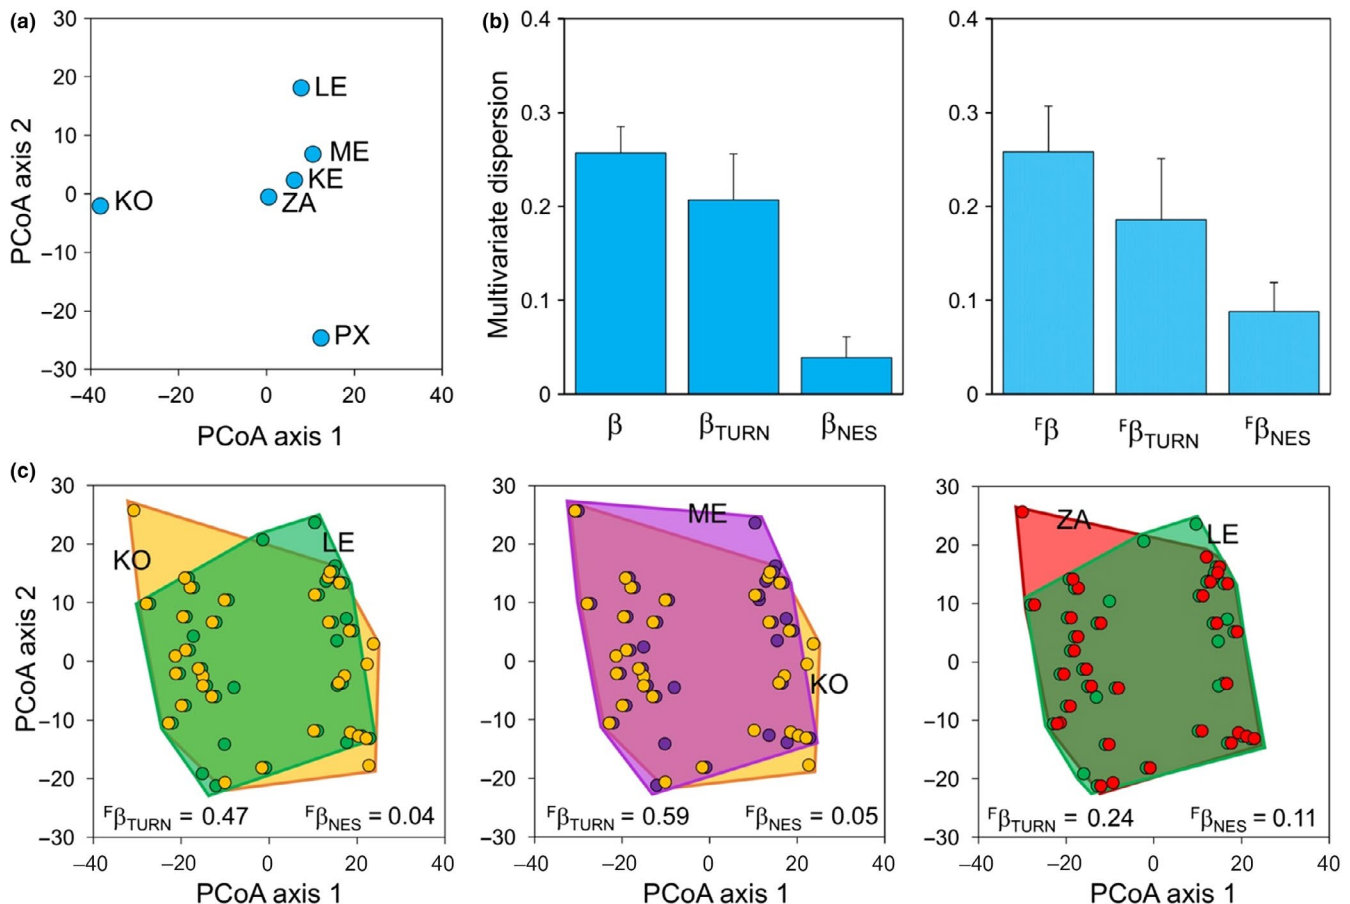 (a)
30
20
10
0
−10
−20
−30
−40
−20
0
20
40
PCoA axis 2
PCoA axis 1
LE
ME
KE
ZA
KO
PX
(b)
Multivariate dispersion
0.4
0.3
0.2
0.1
0
β
βTURN
βNES
0.4
0.3
0.2
0.1
0
Fβ
FβTURN
FβNES
(c)
30
20
10
0
−10
−20
−30
−40
−20
0
20
40
PCoA axis 2
PCoA axis 1
KO
LE
FβTURN = 0.47
FβNES = 0.04
30
20
10
0
−10
−20
−30
−40
−20
0
20
40
PCoA axis 1
ME
KO
FβTURN = 0.59
FβNES = 0.05
30
20
10
0
−10
−20
−30
−40
−20
0
20
40
PCoA axis 1
ZA
LE
FβTURN = 0.24
FβNES = 0.11